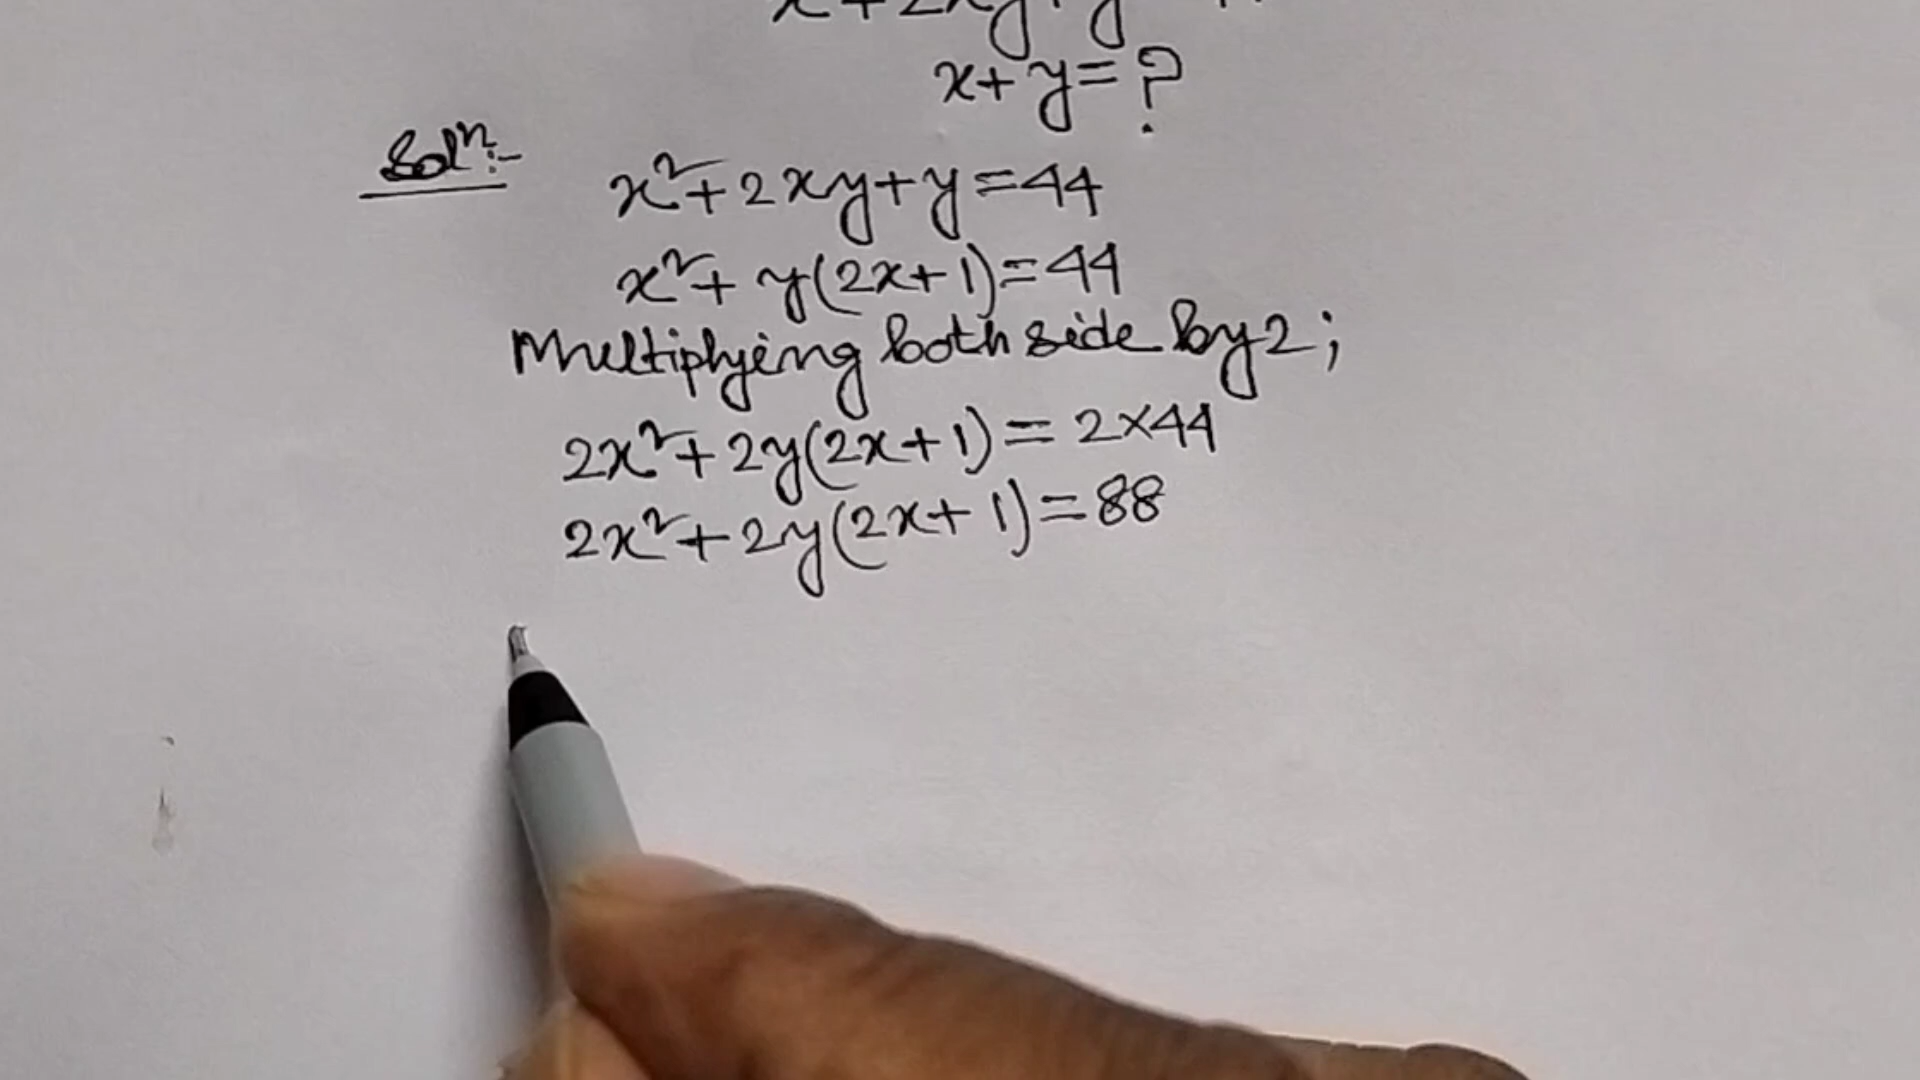 x+y=?
Solⁿ:-
x²+2xy+y=44
x²+y(2x+1)=44
Multiplying both side by 2;
2x²+2y(2x+1)=2×44
2x²+2y(2x+1)=88